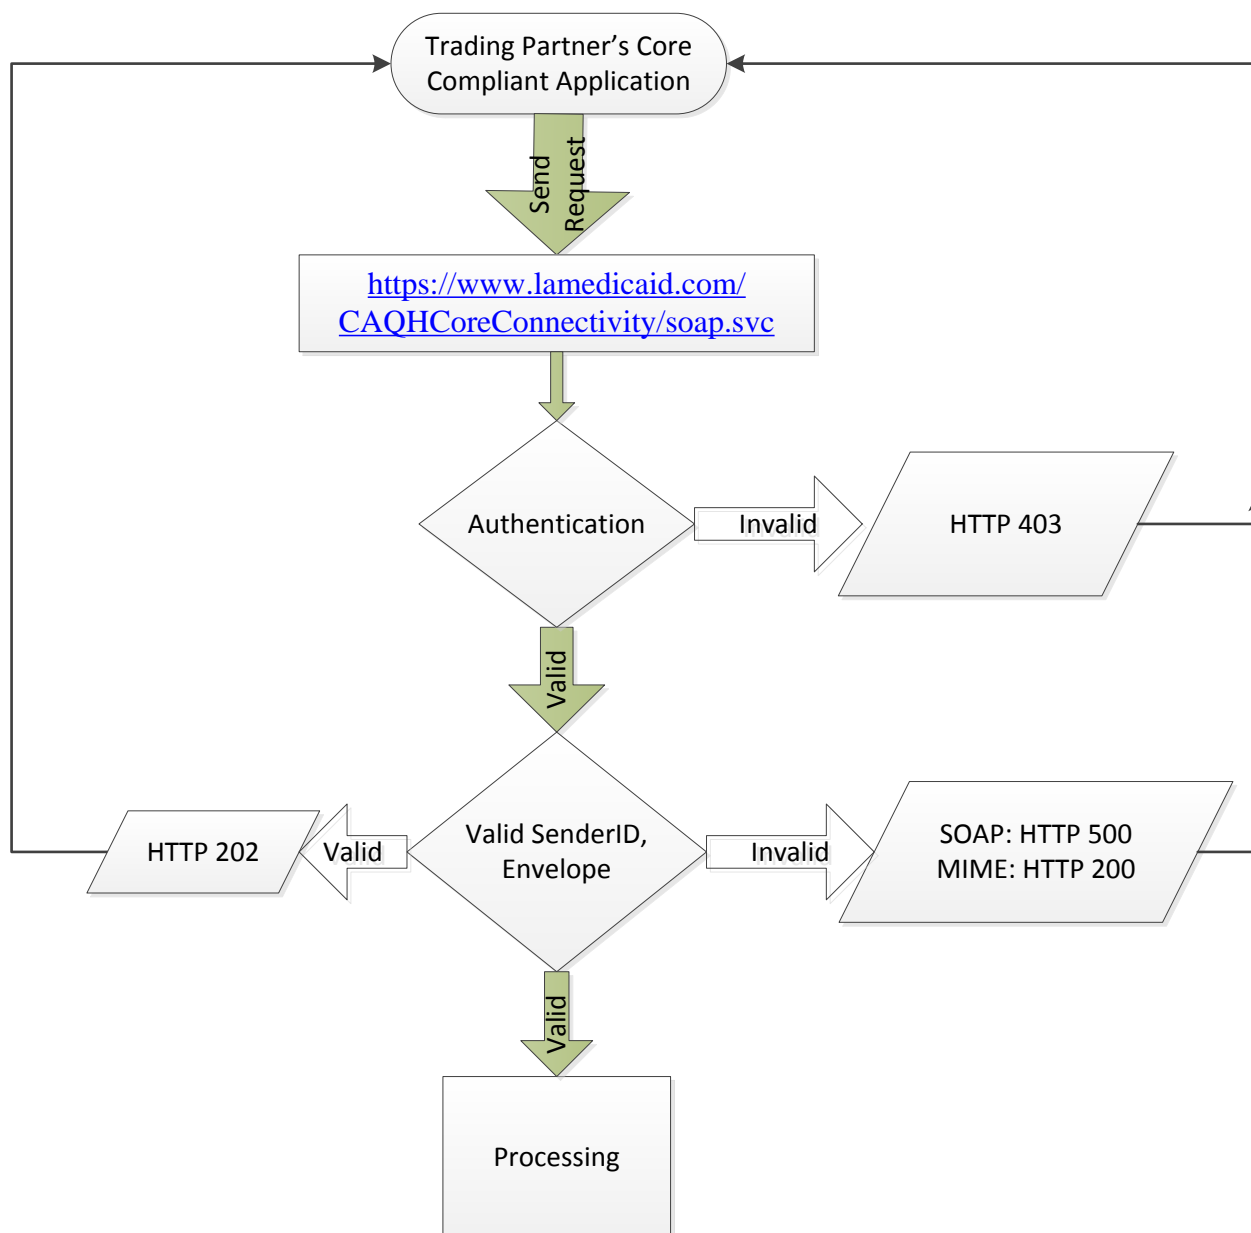 Trading Partner’s Core
Compliant Application
Send
Request
https://www.lamedicaid.com/
CAQHCoreConnectivity/soap.svc
Authentication
Invalid
HTTP 403
Valid
HTTP 202
Valid
Valid SenderID,
Envelope
Invalid
SOAP: HTTP 500
MIME: HTTP 200
Valid
Processing